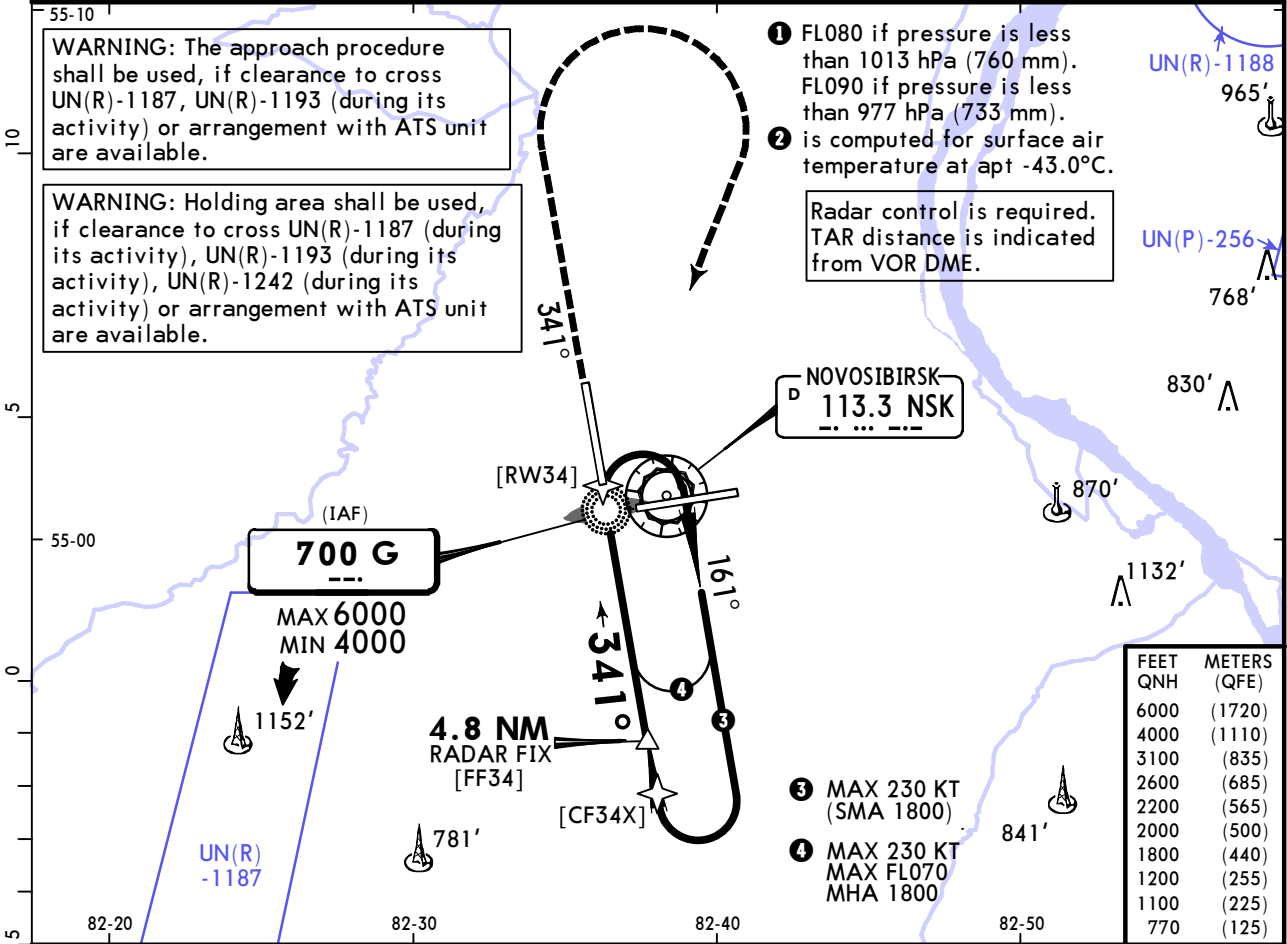 55-10
WARNING: The approach procedure
shall be used, if clearance to cross
UN(R)-1187, UN(R)-1193 (during its
activity) or arrangement with ATS unit
are available.
WARNING: Holding area shall be used,
if clearance to cross UN(R)-1187 (during
its activity), UN(R)-1193 (during its
activity), UN(R)-1242 (during its
activity) or arrangement with ATS unit
are available.
1 FL080 if pressure is less
than 1013 hPa (760 mm).
FL090 if pressure is less
than 977 hPa (733 mm).
2 is computed for surface air
temperature at apt -43.0°C.
Radar control is required.
TAR distance is indicated
from VOR DME.
UN(R)-1188
965'
UN(P)-256
768'
830'
10
5
341°
NOVOSIBIRSK
D 113.3 NSK
[RW34]
870'
(IAF)
700 G
55-00
161°
1132'
MAX 6000
MIN 4000
341°
0
4
3
1152'
4.8 NM
RADAR FIX
[FF34]
[CF34X]
3 MAX 230 KT
(SMA 1800)
841'
4 MAX 230 KT
MAX FL070
MHA 1800
781'
UN(R)
-1187
FEET METERS
QNH (QFE)
6000 (1720)
4000 (1110)
3100 (835)
2600 (685)
2200 (565)
2000 (500)
1800 (440)
1200 (255)
1100 (225)
770 (125)
5
82-20 82-30 82-40 82-50